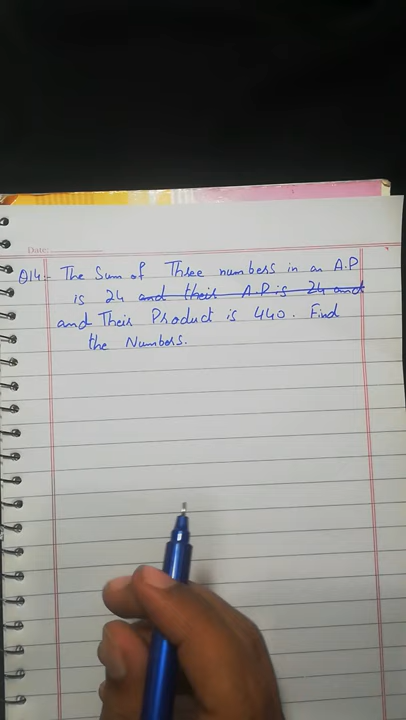 Date:
Q14:- The Sum of Three numbers in an A.P
is 24 and their A.P is 24 and
and Their Product is 440. Find
the Numbers.